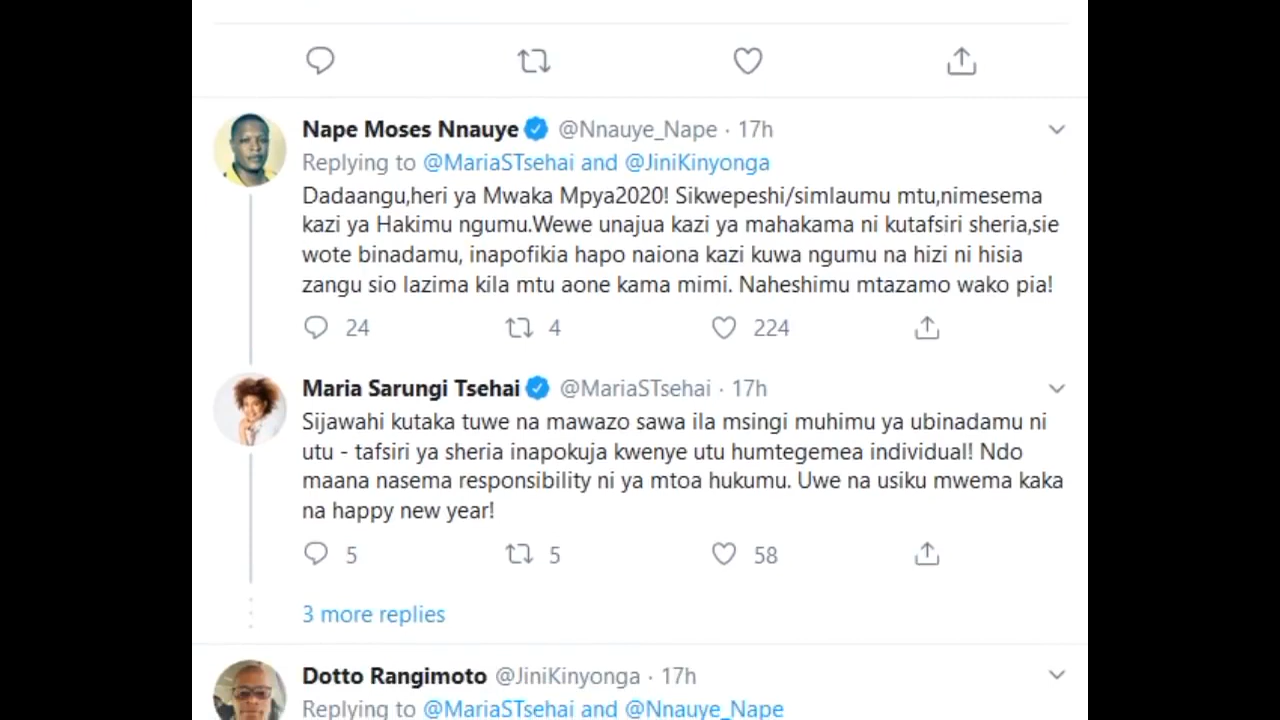 Nape Moses Nnauye @Nnauye_Nape · 17h
Replying to @MariaSTsehai and @JiniKinyonga
Dadaangu,heri ya Mwaka Mpya2020! Sikwepeshi/simlaumu mtu,nimesema
kazi ya Hakimu ngumu.Wewe unajua kazi ya mahakama ni kutafsiri sheria,sie
wote binadamu, inapofikia hapo naiona kazi kuwa ngumu na hizi ni hisia
zangu sio lazima kila mtu aone kama mimi. Naheshimu mtazamo wako pia!
24 4 224
Maria Sarungi Tsehai @MariaSTsehai · 17h
Sijawahi kutaka tuwe na mawazo sawa ila msingi muhimu ya ubinadamu ni
utu - tafsiri ya sheria inapokuja kwenye utu humtegemea individual! Ndo
maana nasema responsibility ni ya mtoa hukumu. Uwe na usiku mwema kaka
na happy new year!
5 5 58
3 more replies
Dotto Rangimoto @JiniKinyonga · 17h
Replying to @MariaSTsehai and @Nnauye_Nape